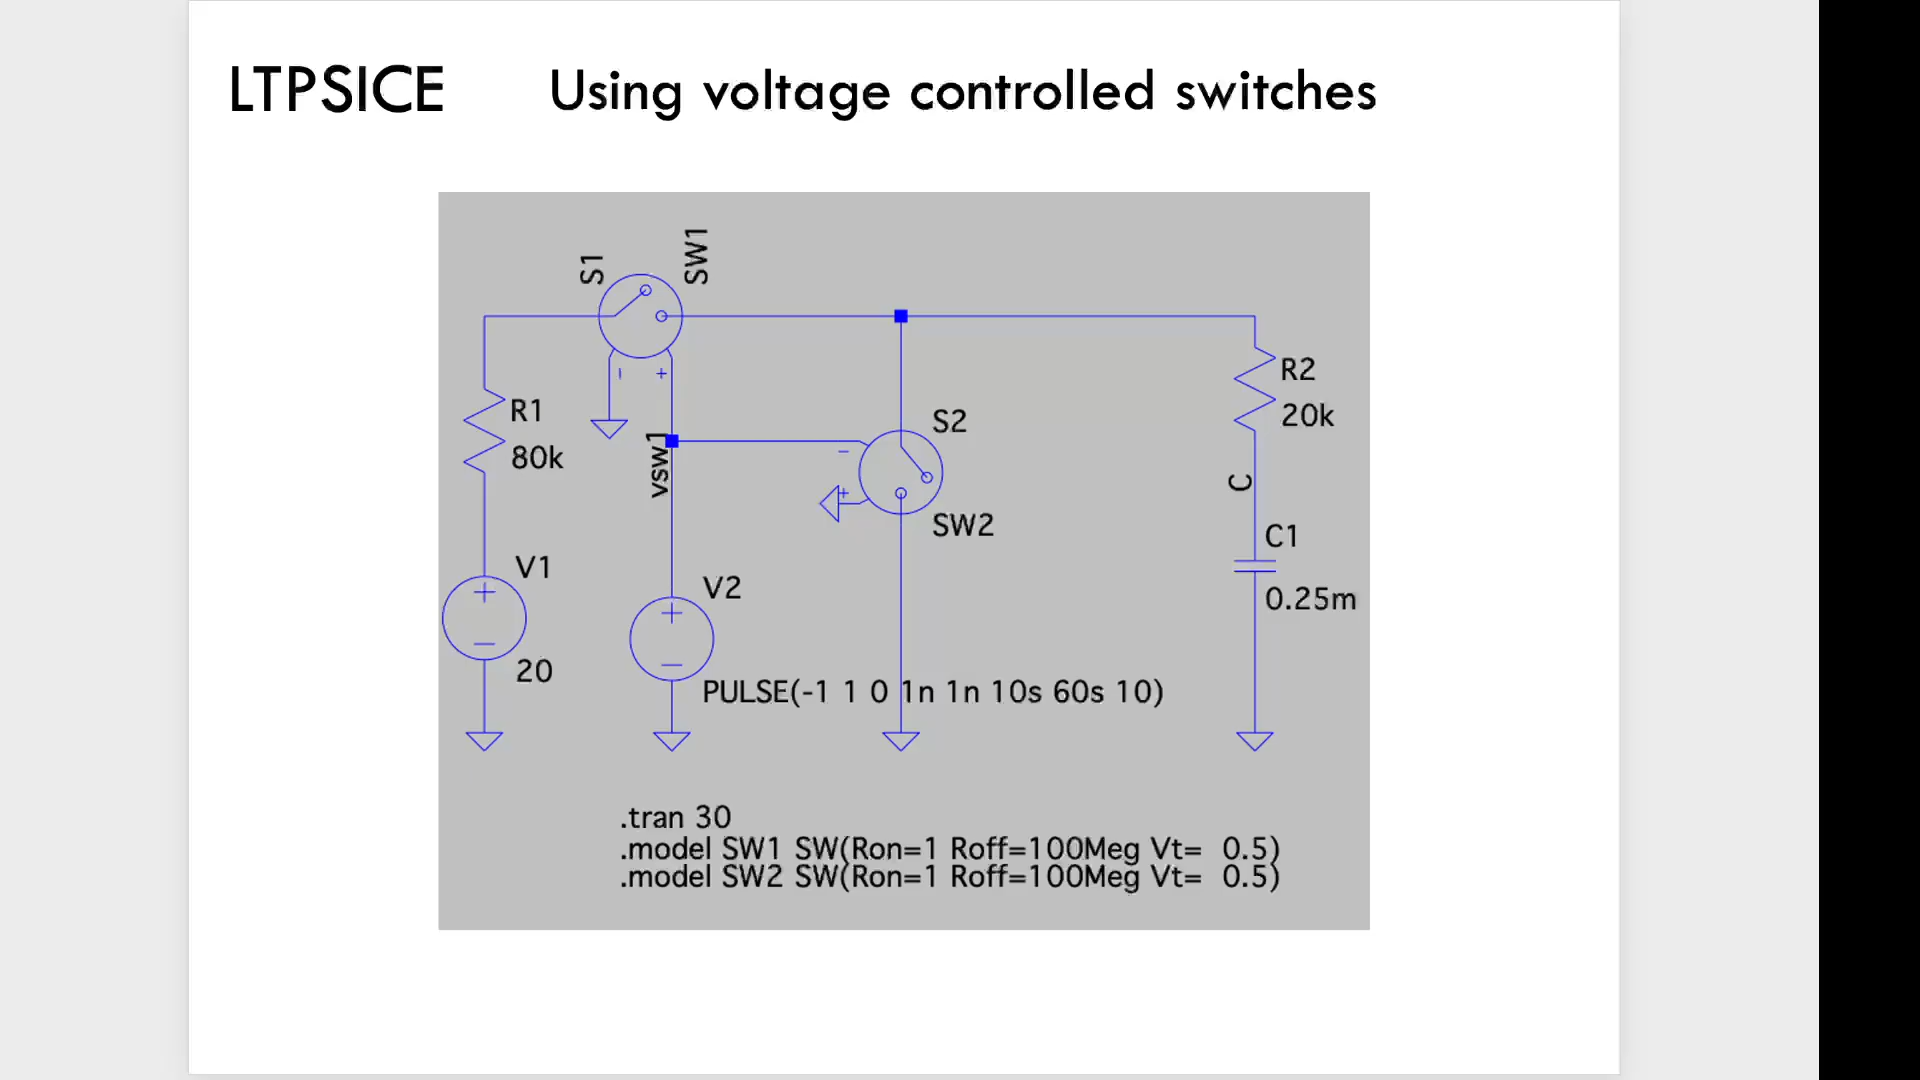 LTPSICE Using voltage controlled switches
S1
SW1
- +
R1
80k
vsw1
S2
-
+
SW2
R2
20k
C
C1
0.25m
V1
+
-
20
V2
+
-
PULSE(-1 1 0 1n 1n 10s 60s 10)
.tran 30
.model SW1 SW(Ron=1 Roff=100Meg Vt= 0.5)
.model SW2 SW(Ron=1 Roff=100Meg Vt= 0.5)